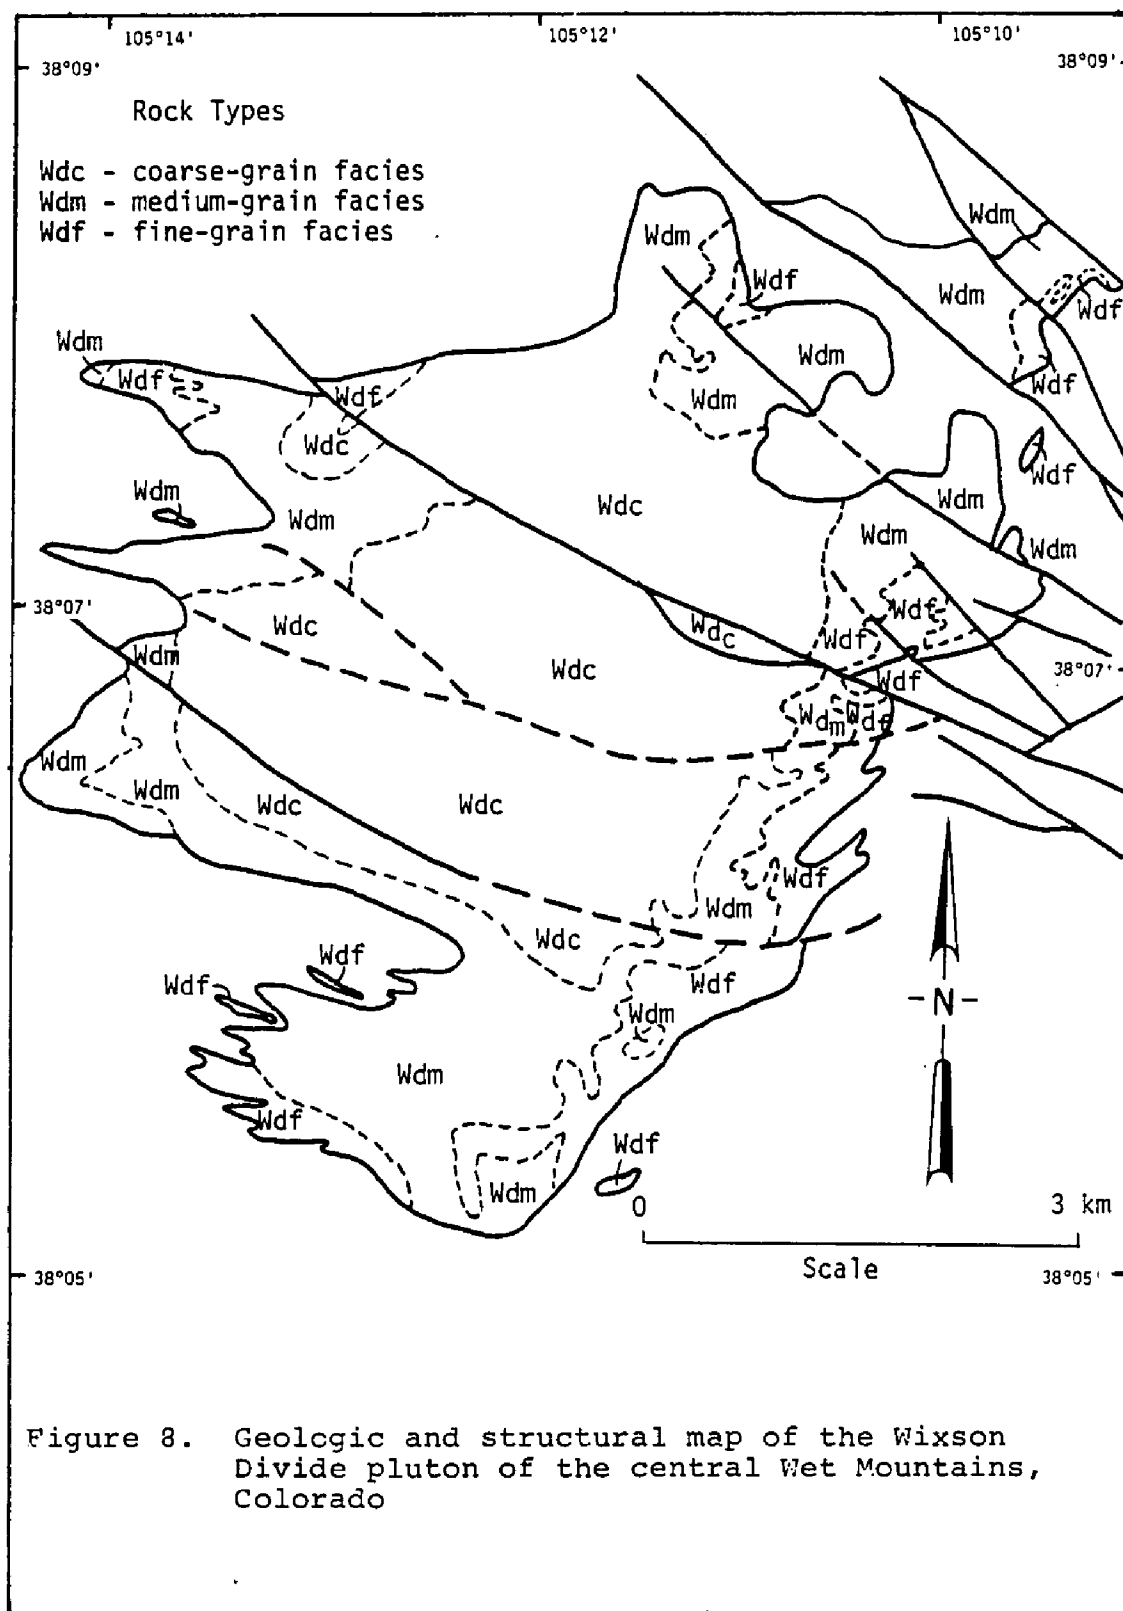 105°14'
105°12'
105°10'
38°09'
38°09'
Rock Types
Wdc - coarse-grain facies
Wdm - medium-grain facies
Wdf - fine-grain facies
Wdm
Wdm
Wdf
Wdm
Wdf
Wdm
Wdf
Wdm
Wdf
Wdm
Wdf
Wdm
Wdc
Wdf
Wdm
Wdc
Wdm
Wdm
Wdm
Wdm
38°07'
Wdf
Wdc
Wdc
Wdf
Wdm
Wdc
38°07'
Wdf
Wdm
Wdf
Wdm
Wdm
Wdc
Wdc
Wdf
Wdm
Wdc
Wdf
Wdf
Wdf
Wdm
-N-
Wdm
Wdf
Wdf
Wdm
0
3 km
Scale
38°05'
38°05'
Figure 8. Geologic and structural map of the Wixson
Divide pluton of the central Wet Mountains,
Colorado